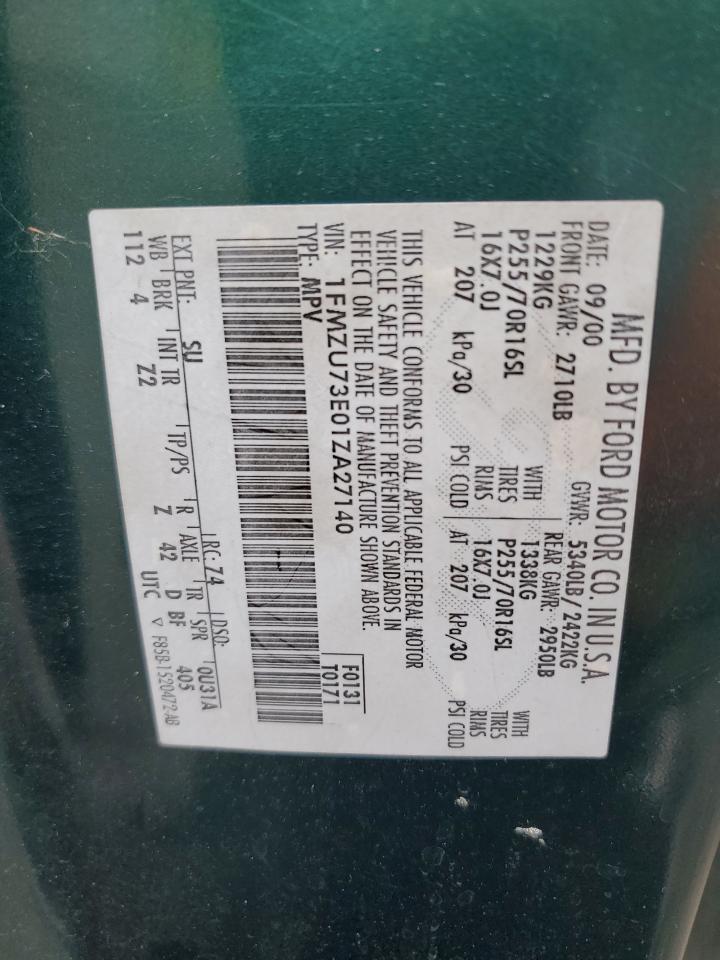 MFD. BY FORD MOTOR CO. IN U.S.A.
DATE: 09/00 GVWR: 5340LB/2422KG
FRONT GAWR: 2710LB REAR GAWR: 2950LB
1229KG WITH 1338KG WITH
P255/70R16SL TIRES P255/70R16SL TIRES
16X7.0J RIMS 16X7.0J RIMS
AT 207 kPa/30 PSI COLD AT 207 kPa/30 PSI COLD
THIS VEHICLE CONFORMS TO ALL APPLICABLE FEDERAL MOTOR
VEHICLE SAFETY AND THEFT PREVENTION STANDARDS IN
EFFECT ON THE DATE OF MANUFACTURE SHOWN ABOVE.
VIN: 1FMZU73E01ZA27140 F0131
TYPE: MPV T0171
EXT PNT: SU RC: 74 DSO:
WB BRK INT TR TP/PS R AXLE TR SPR 0U31A
112 4 Z2 Z 42 D BF 405
UTC ▽ F85B-1520472-AB